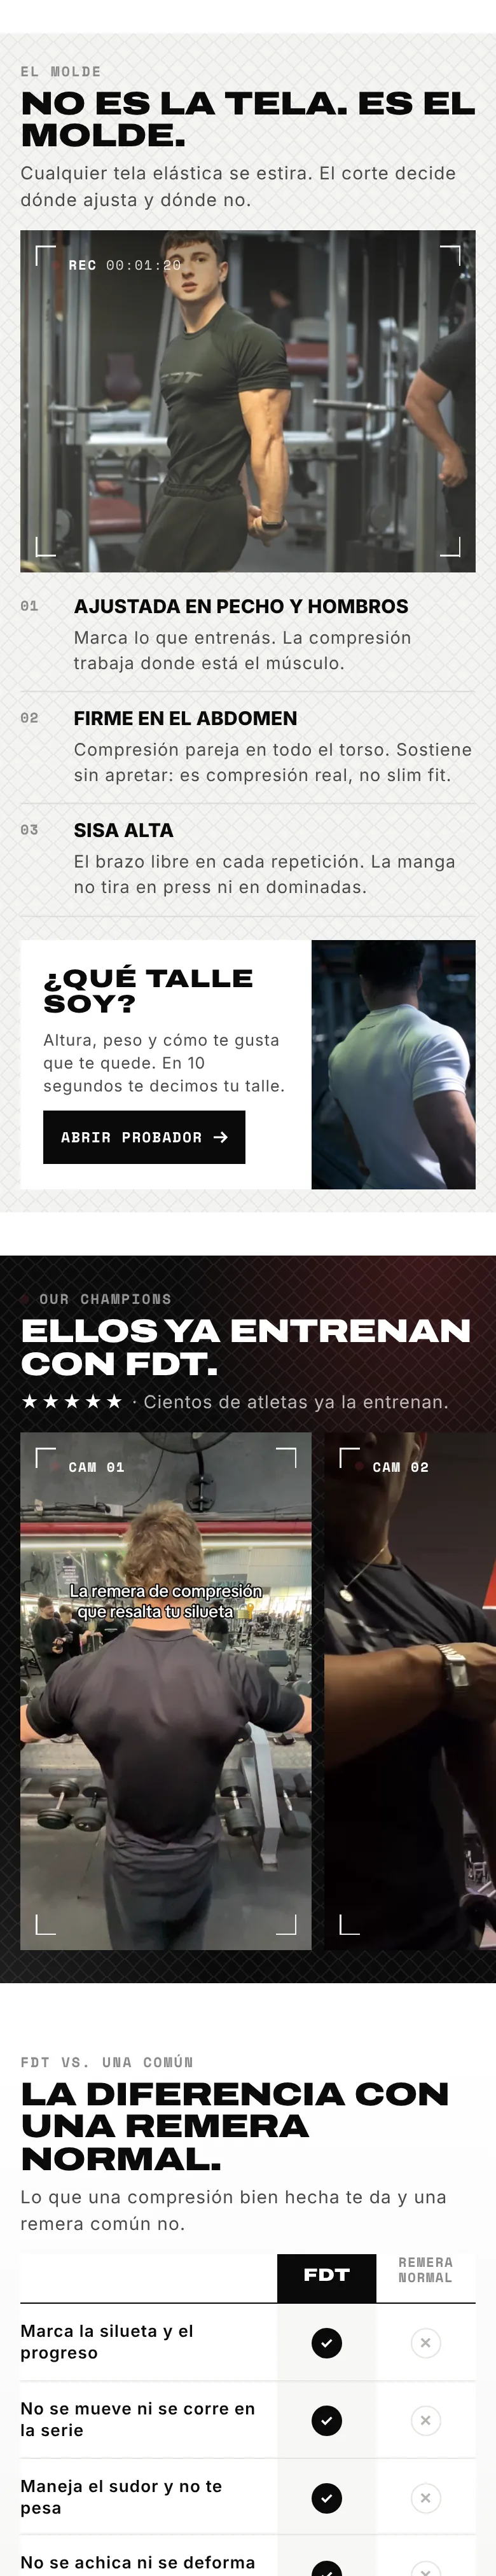 EL MOLDE
NO ES LA TELA. ES EL
MOLDE.
Cualquier tela elástica se estira. El corte decide
dónde ajusta y dónde no.
REC 00:01:20
FDT
01
AJUSTADA EN PECHO Y HOMBROS
Marca lo que entrenás. La compresión
trabaja donde está el músculo.
02
FIRME EN EL ABDOMEN
Compresión pareja en todo el torso. Sostiene
sin apretar: es compresión real, no slim fit.
03
SISA ALTA
El brazo libre en cada repetición. La manga
no tira en press ni en dominadas.
¿QUÉ TALLE
SOY?
Altura, peso y cómo te gusta
que te quede. En 10
segundos te decimos tu talle.
ABRIR PROBADOR →
OUR CHAMPIONS
ELLOS YA ENTRENAN
CON FDT.
★★★★★ · Cientos de atletas ya la entrenan.
CAM 01
La remera de compresión
que resalta tu silueta
CAM 02
FDT VS. UNA COMÚN
LA DIFERENCIA CON
UNA REMERA
NORMAL.
Lo que una compresión bien hecha te da y una
remera común no.
FDT
REMERA
NORMAL
Marca la silueta y el
progreso
No se mueve ni se corre en
la serie
Maneja el sudor y no te
pesa
No se achica ni se deforma